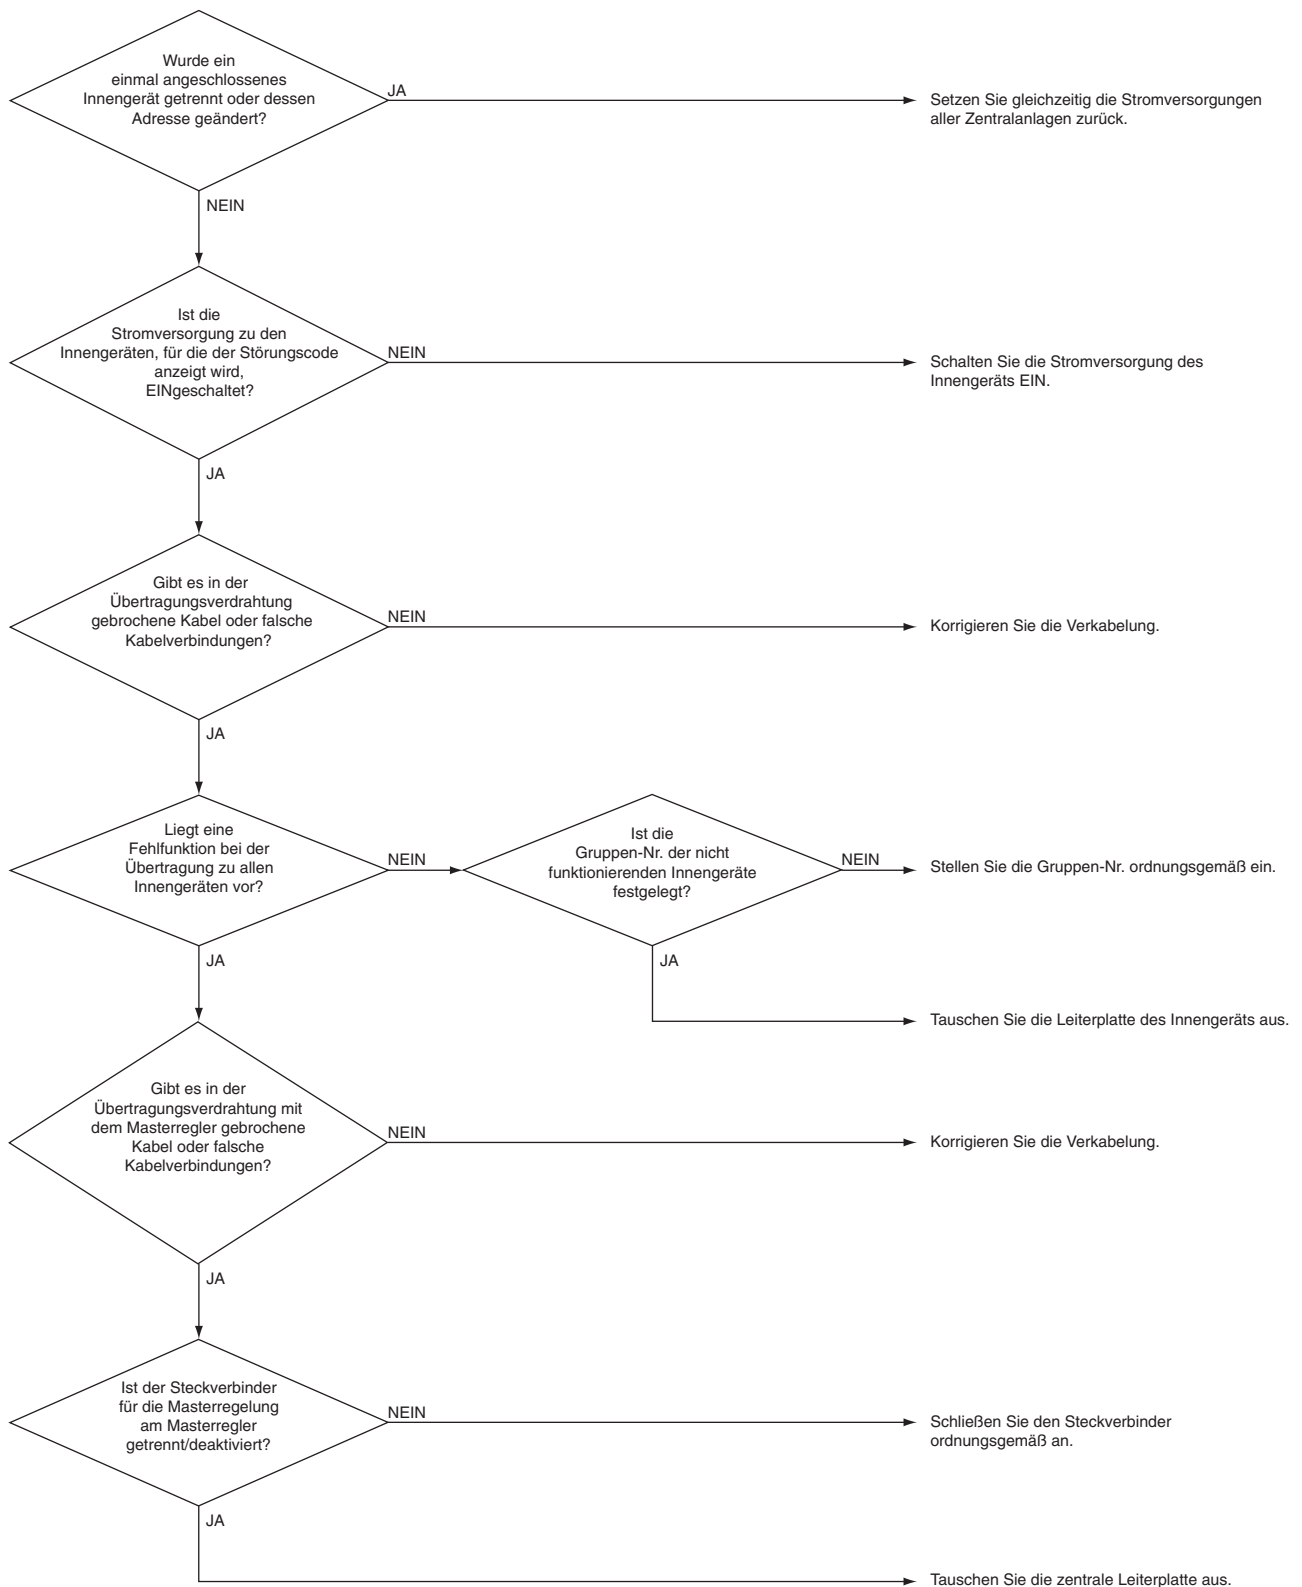 Wurde ein
einmal angeschlossenes
Innengerät getrennt oder dessen
Adresse geändert?
JA
Setzen Sie gleichzeitig die Stromversorgungen
aller Zentralanlagen zurück.
NEIN
Ist die
Stromversorgung zu den
Innengeräten, für die der Störungscode
anzeigt wird,
EINgeschaltet?
NEIN
Schalten Sie die Stromversorgung des
Innengeräts EIN.
JA
Gibt es in der
Übertragungsverdrahtung
gebrochene Kabel oder falsche
Kabelverbindungen?
NEIN
Korrigieren Sie die Verkabelung.
JA
Liegt eine
Fehlfunktion bei der
Übertragung zu allen
Innengeräten vor?
NEIN
Ist die
Gruppen-Nr. der nicht
funktionierenden Innengeräte
festgelegt?
NEIN
Stellen Sie die Gruppen-Nr. ordnungsgemäß ein.
JA
JA
Tauschen Sie die Leiterplatte des Innengeräts aus.
Gibt es in der
Übertragungsverdrahtung mit
dem Masterregler gebrochene
Kabel oder falsche
Kabelverbindungen?
NEIN
Korrigieren Sie die Verkabelung.
JA
Ist der Steckverbinder
für die Masterregelung
am Masterregler
getrennt/deaktiviert?
NEIN
Schließen Sie den Steckverbinder
ordnungsgemäß an.
JA
Tauschen Sie die zentrale Leiterplatte aus.